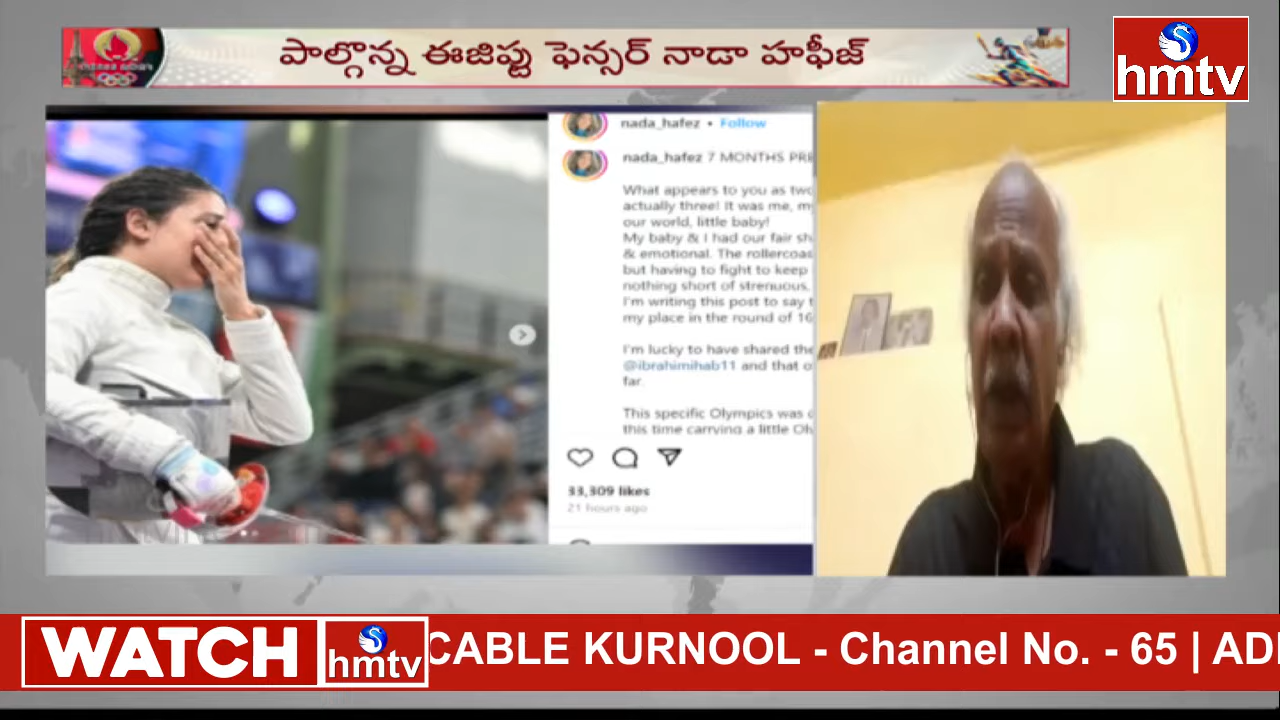 పాల్గొన్న ఈజిప్టు ఫెన్సర్ నాడా హఫీజ్
hmtv
nada_hafez • Follow
nada_hafez 7 MONTHS PRE
What appears to you as two
actually three! It was me, my
our world, little baby!
My baby & I had our fair sh
& emotional. The rollercoas
but having to fight to keep
nothing short of strenuous.
I'm writing this post to say t
my place in the round of 16
I'm lucky to have shared the
@ibrahimihab11 and that o
far.
This specific Olympics was d
this time carrying a little Ol
33,309 likes
21 hours ago
WATCH hmtv CABLE KURNOOL - Channel No. - 65 | AD